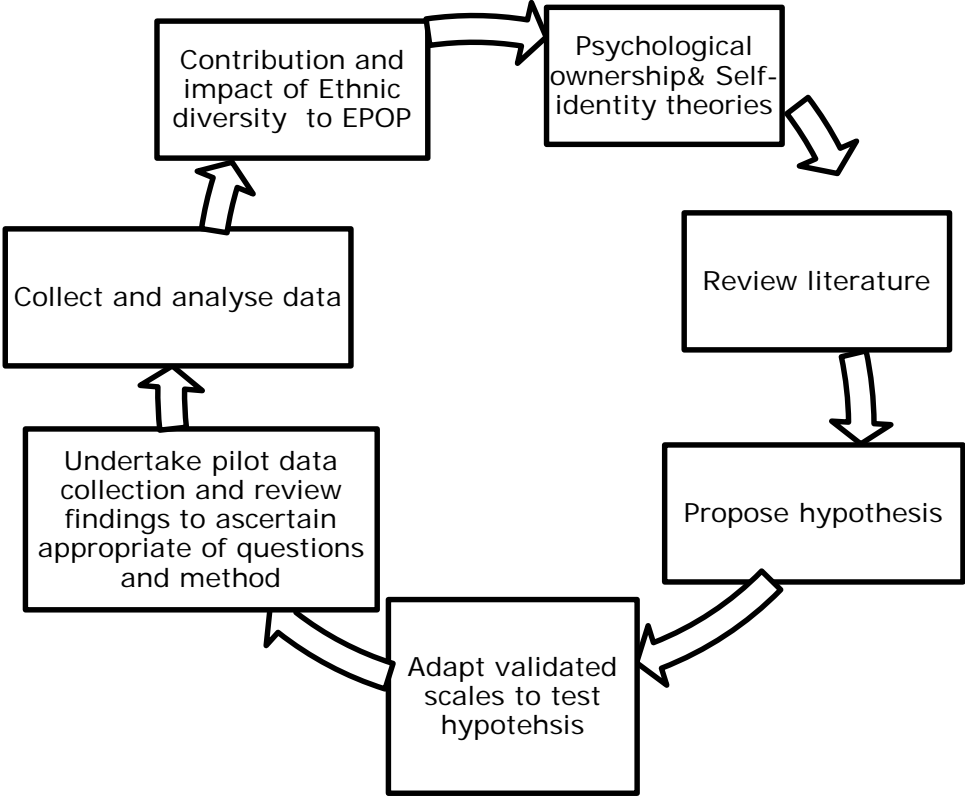 Contribution and
impact of Ethnic
diversity to EPOP
Psychological
ownership& Self-
identity theories
Review literature
Propose hypothesis
Adapt validated
scales to test
hypotehsis
Undertake pilot data
collection and review
findings to ascertain
appropriate of questions
and method
Collect and analyse data